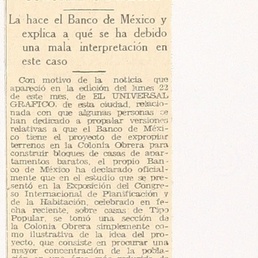 La hace el Banco de México y
explica a qué se ha debido
una mala interpretación en
este caso
Con motivo de la noticia que
apareció en la edición del lunes 22
de este mes, de EL UNIVERSAL
GRAFICO, de esta ciudad, relacio-
nada con que algunas personas se
han dedicado a propalar versiones
relativas a que el Banco de Mé-
xico tiene el proyecto de expropiar
terrenos en la Colonia Obrera para
construir bloques de casas de apar-
tamentos baratos, el propio Ban-
co de México ha declarado oficial-
mente que en el estudio que se pre-
sentó en la Exposición del Congre-
so Internacional de Planificación y
de la Habitación, celebrado en fe-
cha reciente, sobre casas de Tipo
Popular, se tomó una sección de
la Colonia Obrera simplemente co-
mo ilustrativa de la idea del pro-
yecto, que consiste en procurar una
mayor concentración de la pobla-